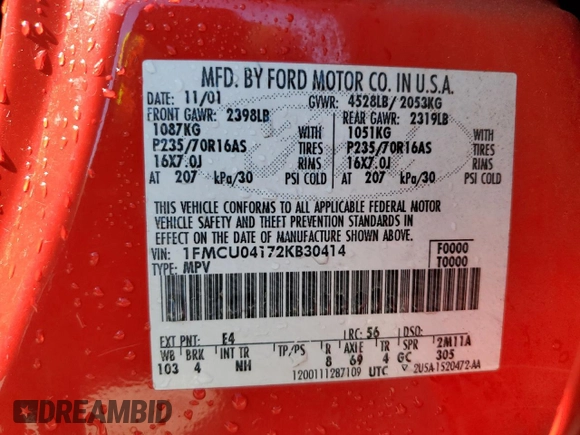 MFD. BY FORD MOTOR CO. IN U.S.A.
DATE: 11/01 GVWR: 4528LB/ 2053KG
FRONT GAWR: 2398LB REAR GAWR: 2319LB
1087KG WITH 1051KG WITH
P235/70R16AS TIRES P235/70R16AS TIRES
16X7.0J RIMS 16X7.0J RIMS
AT 207 kPa/30 PSI COLD AT 207 kPa/30 PSI COLD
THIS VEHICLE CONFORMS TO ALL APPLICABLE FEDERAL MOTOR
VEHICLE SAFETY AND THEFT PREVENTION STANDARDS IN
EFFECT ON THE DATE OF MANUFACTURE SHOWN ABOVE.
VIN: 1FMCU04172KB30414 F0000
TYPE: MPV T0000
EXT PNT: E4 RC: 56 DSO:
WB BRK INT TR TP/PS R AXLE TR SPR 2M11A
103 4 NH 8 69 4 GC 305
1200111287109 UTC V 2USA-1520472-AA
DREAMBID